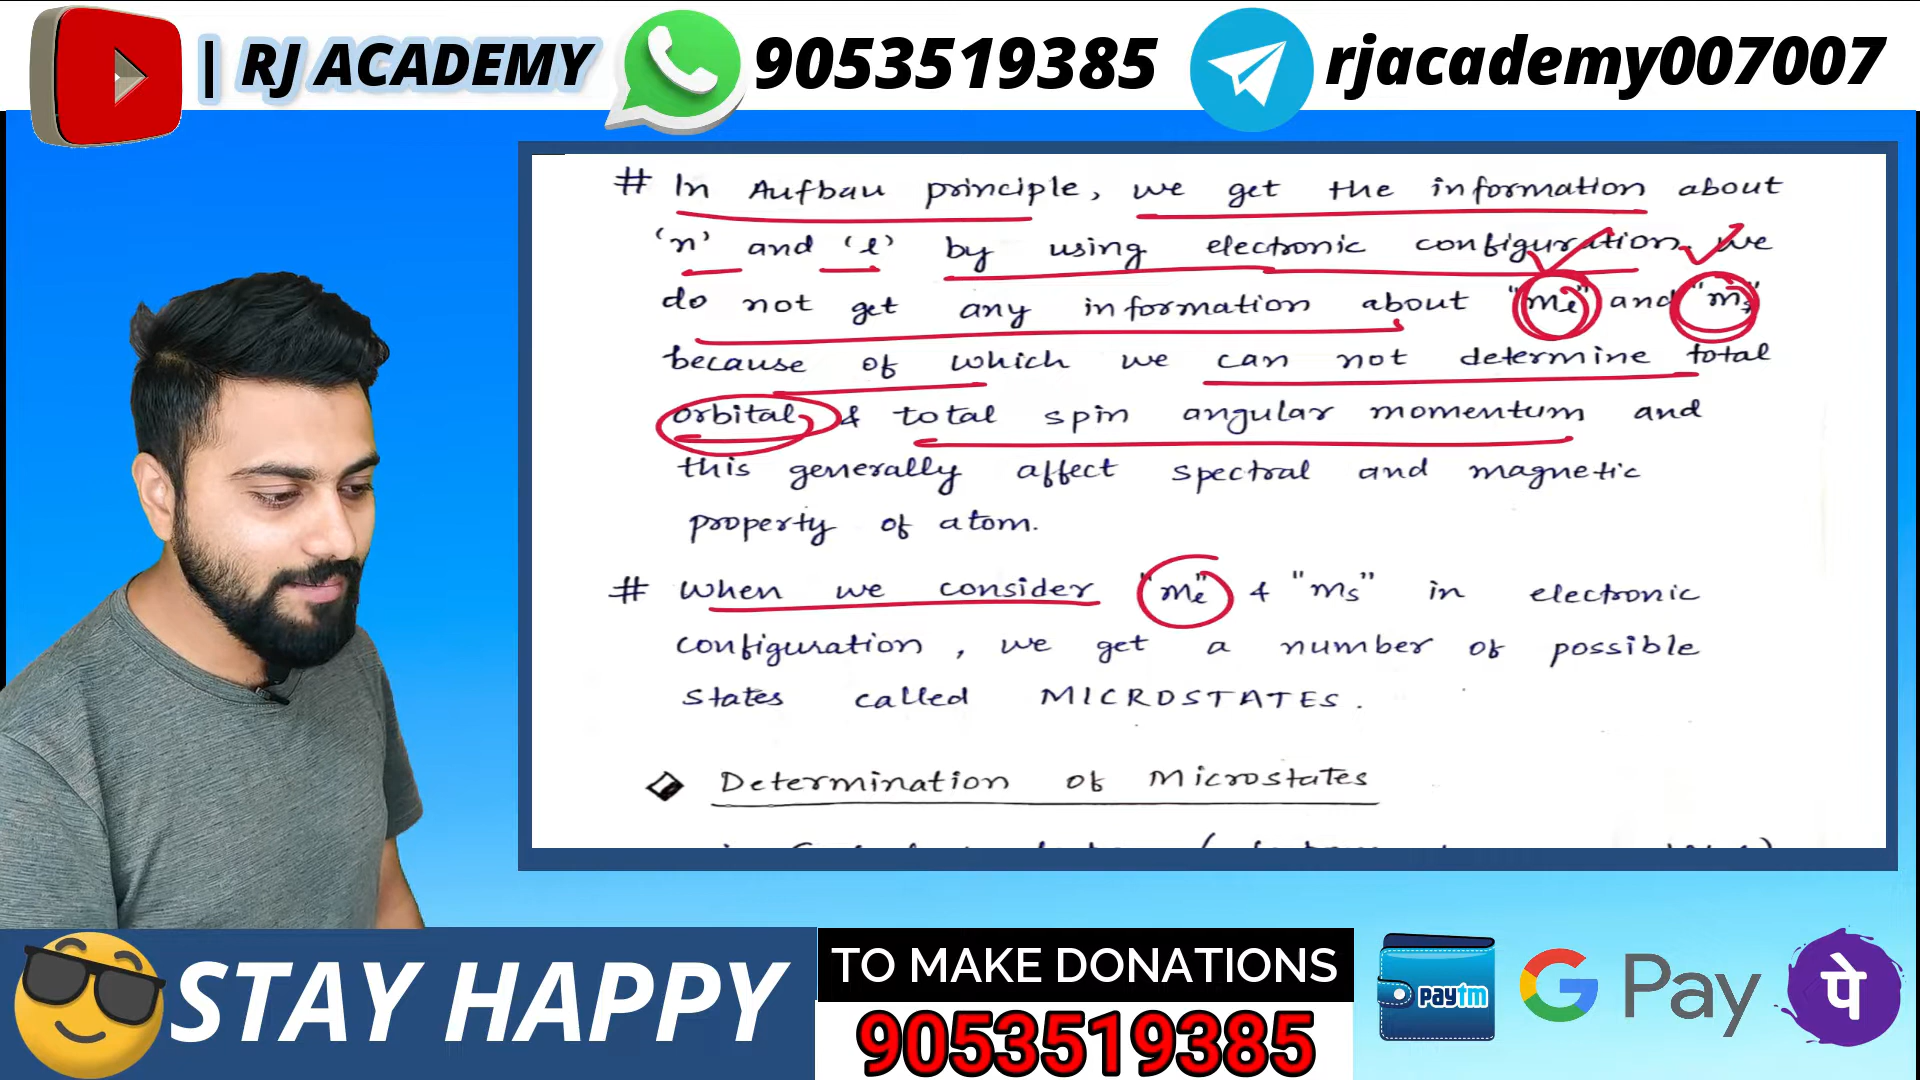 | RJ ACADEMY 9053519385 rjacademy007007
# In Aufbau principle, we get the information about
'n' and 'l' by using electronic configuration. we
do not get any information about "ml" and "ms"
because of which we can not determine total
orbital & total spin angular momentum and
this generally affect spectral and magnetic
property of atom.
# When we consider "ml" & "ms" in electronic
configuration, we get a number of possible
states called MICROSTATES.
Determination of Microstates
STAY HAPPY
TO MAKE DONATIONS
9053519385
paytm
G Pay
पे